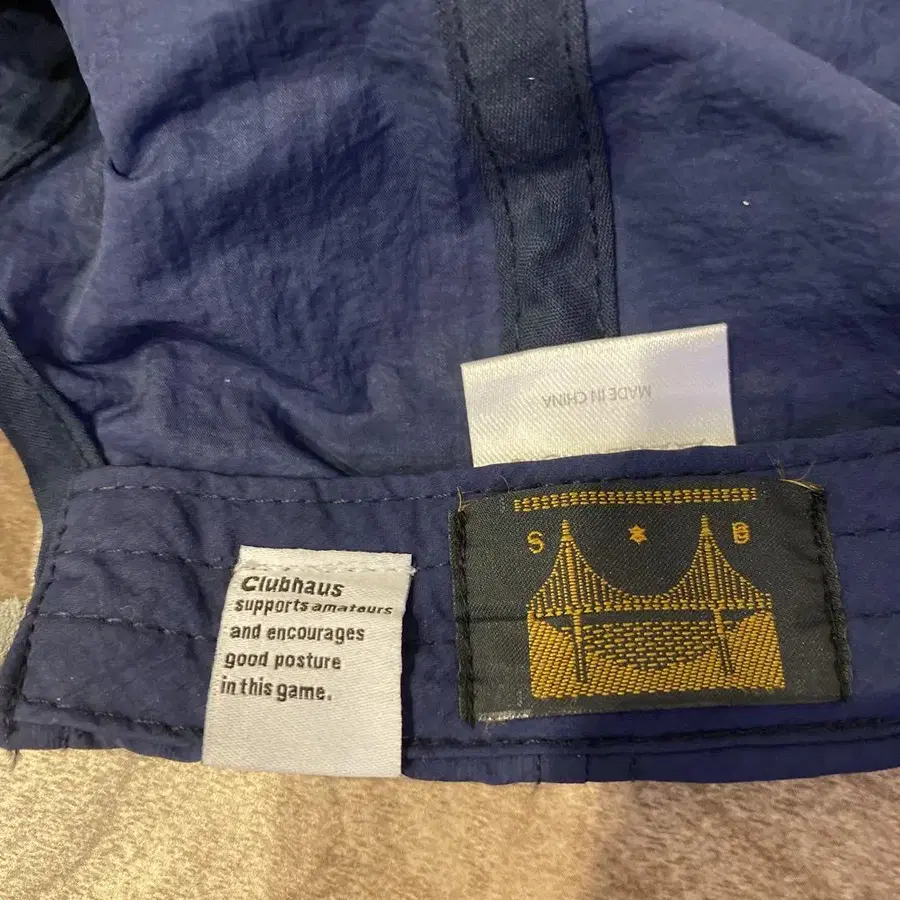 MADE IN CHINA
S B
Clubhaus
supports amateurs
and encourages
good posture
in this game.